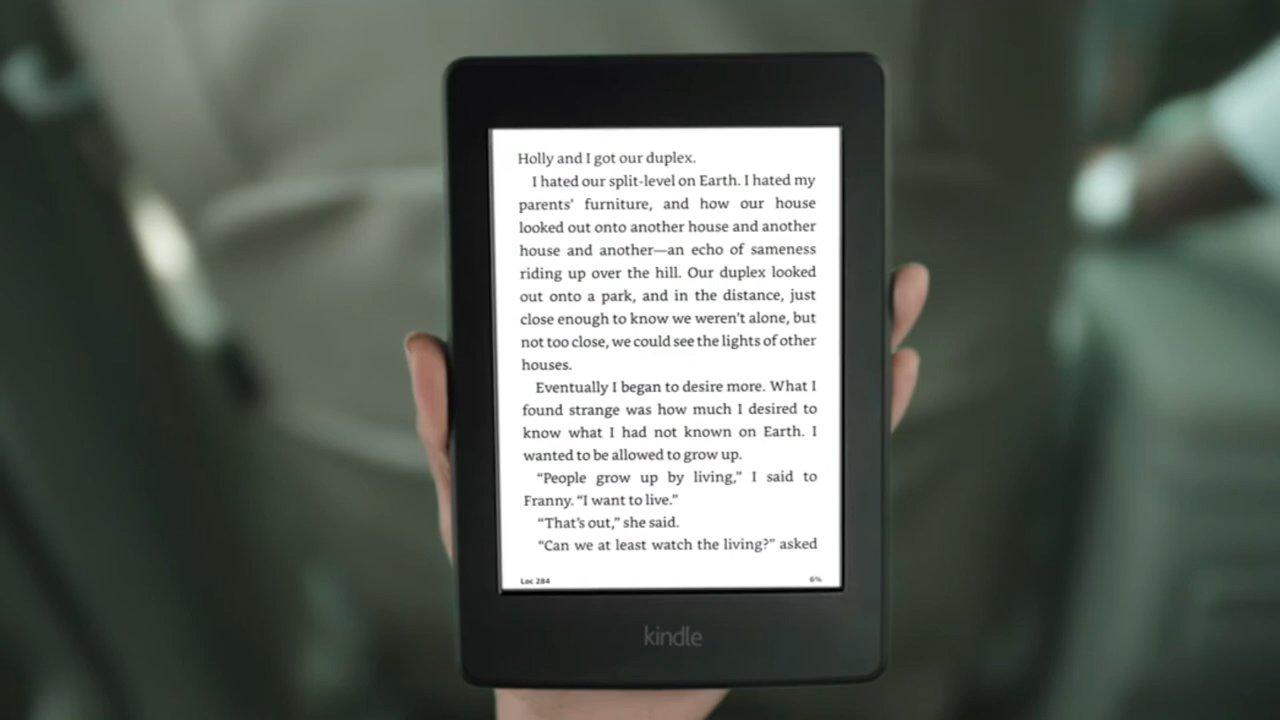 Holly and I got our duplex.
I hated our split-level on Earth. I hated my
parents' furniture, and how our house
looked out onto another house and another
house and another—an echo of sameness
riding up over the hill. Our duplex looked
out onto a park, and in the distance, just
close enough to know we weren't alone, but
not too close, we could see the lights of other
houses.
Eventually I began to desire more. What I
found strange was how much I desired to
know what I had not known on Earth. I
wanted to be allowed to grow up.
“People grow up by living,” I said to
Franny. “I want to live.”
“That’s out,” she said.
“Can we at least watch the living?” asked
Loc 284 6%
kindle